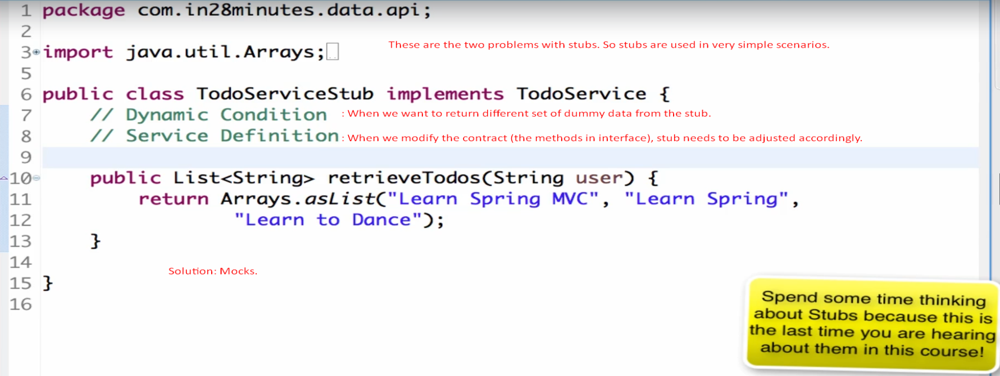 1 package com.in28minutes.data.api;
2
3 import java.util.Arrays;
These are the two problems with stubs. So stubs are used in very simple scenarios.
5
6 public class TodoServiceStub implements TodoService {
7 // Dynamic Condition : When we want to return different set of dummy data from the stub.
8 // Service Definition : When we modify the contract (the methods in interface), stub needs to be adjusted accordingly.
9
10 public List<String> retrieveTodos(String user) {
11 return Arrays.asList("Learn Spring MVC", "Learn Spring",
12 "Learn to Dance");
13 }
14
Solution: Mocks.
15 }
16
Spend some time thinking
about Stubs because this is
the last time you are hearing
about them in this course!